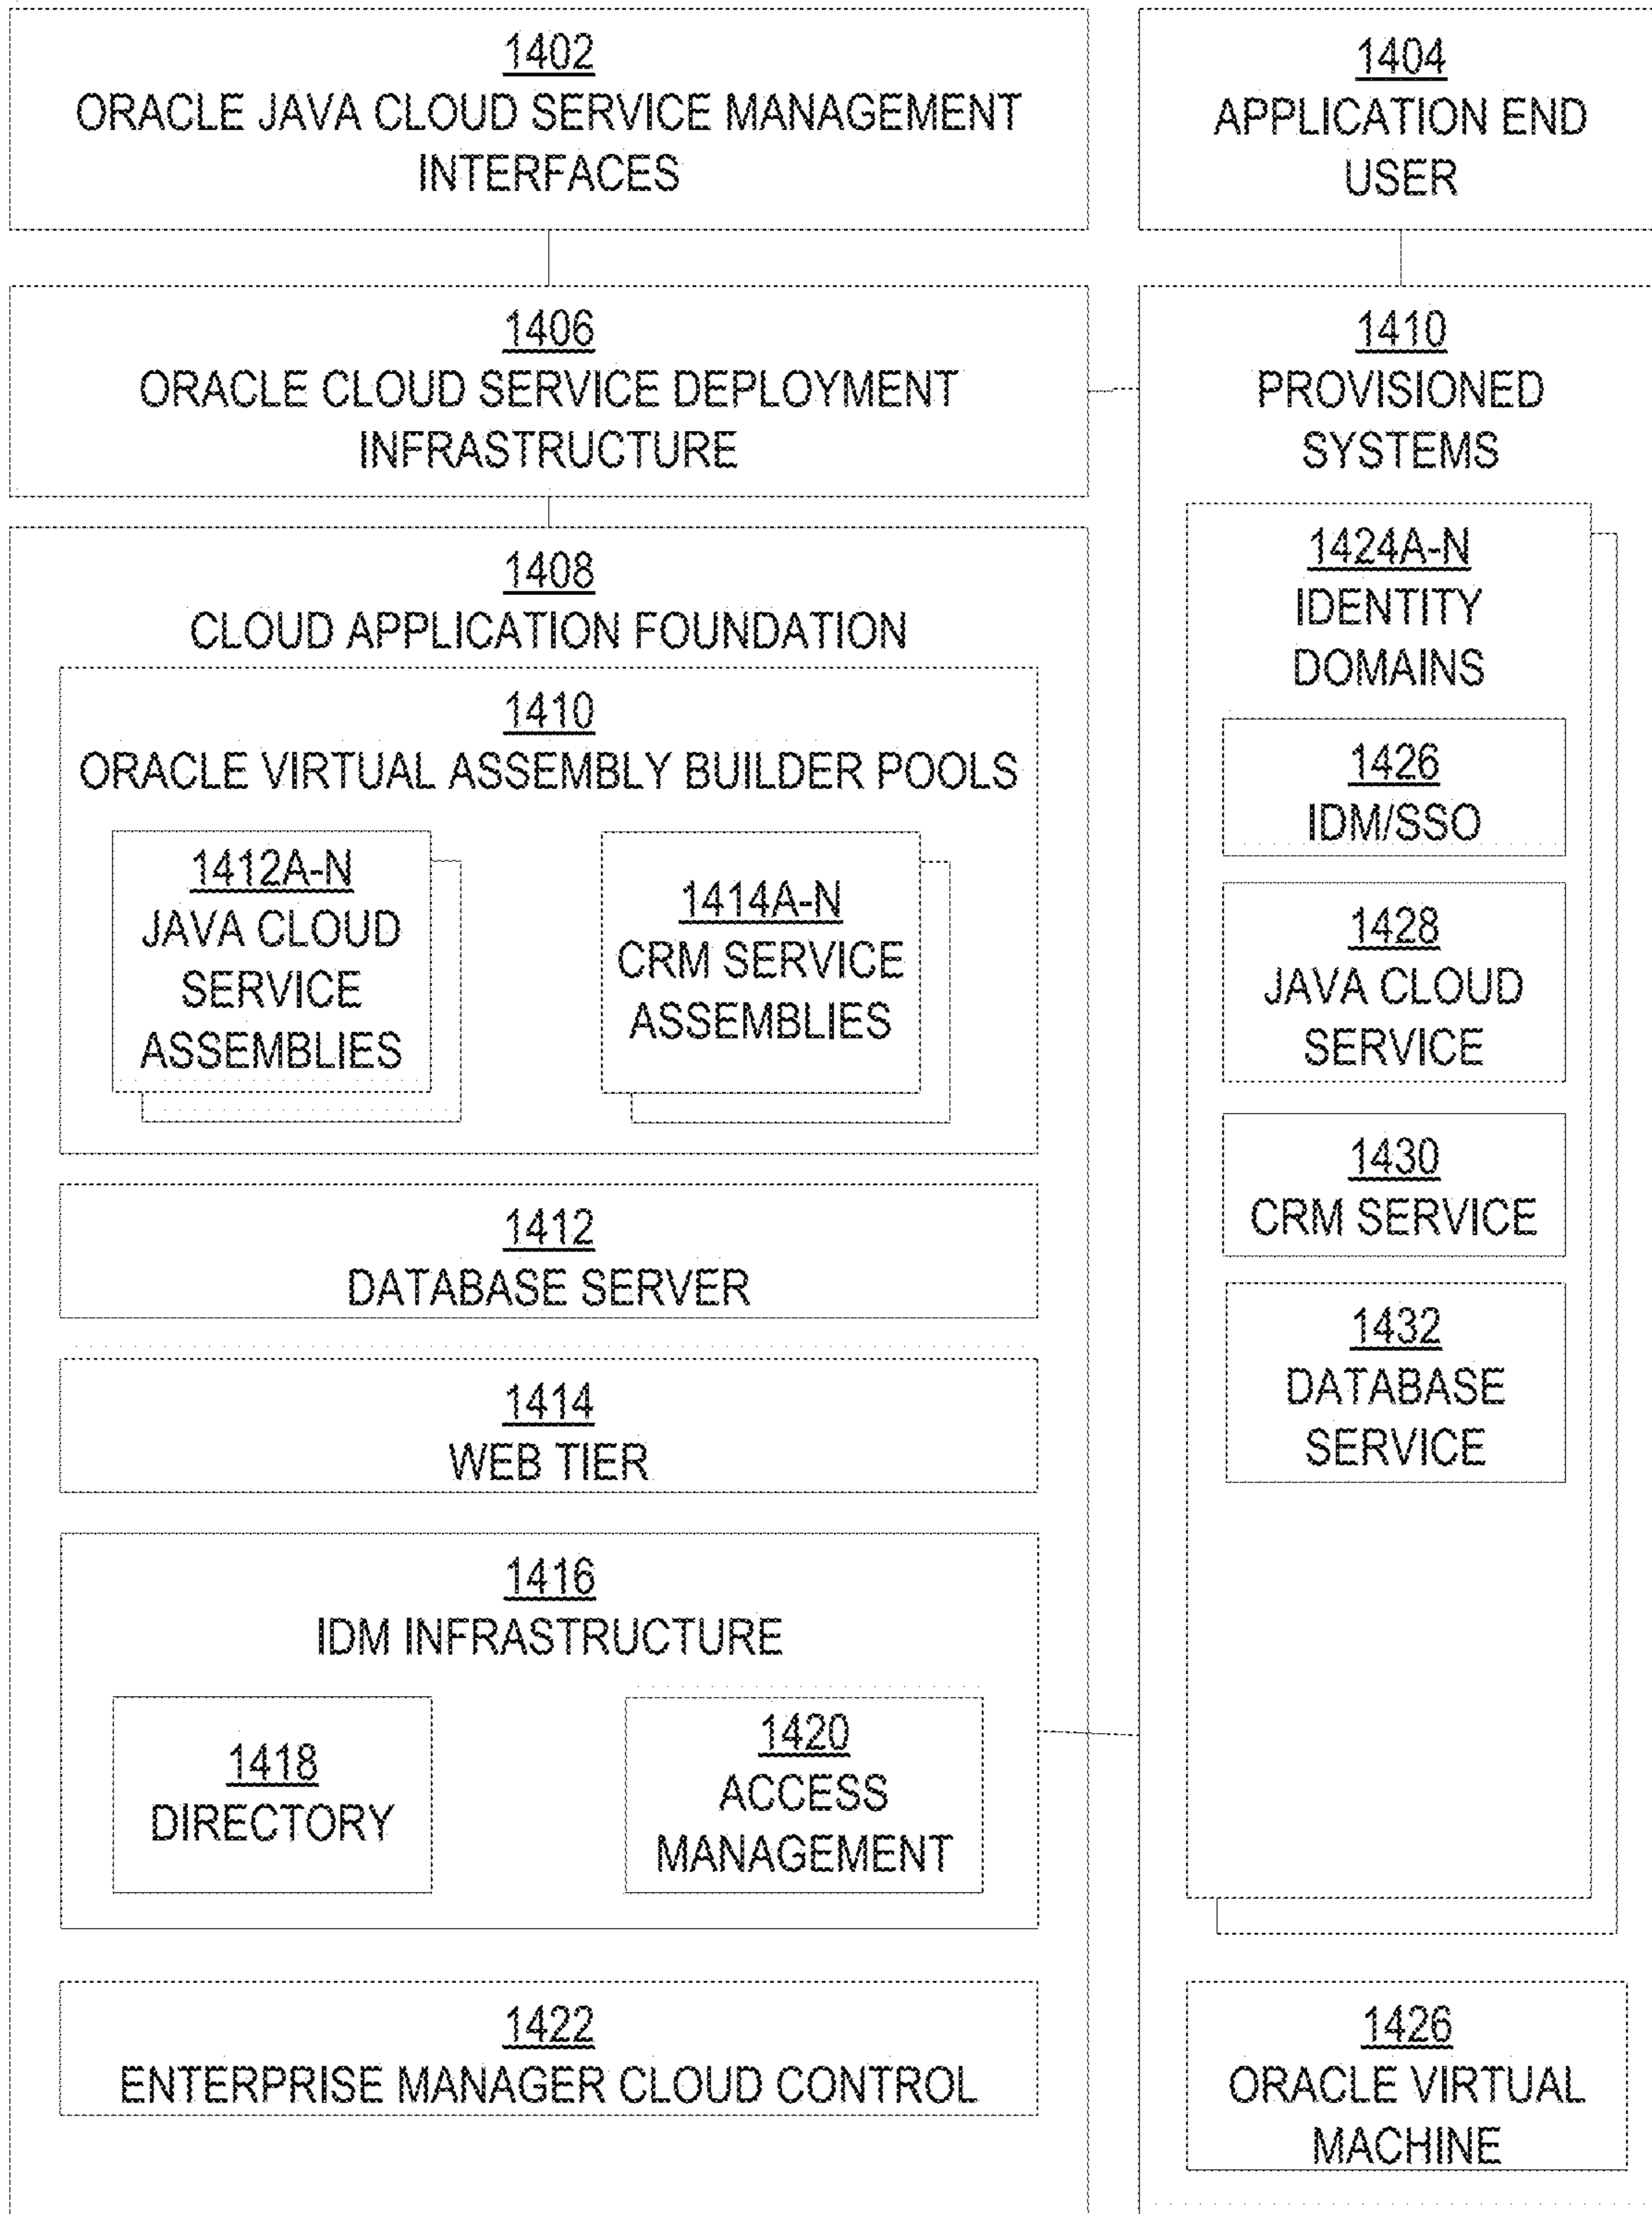 1402
ORACLE JAVA CLOUD SERVICE MANAGEMENT
INTERFACES
1404
APPLICATION END
USER
1406
ORACLE CLOUD SERVICE DEPLOYMENT
INFRASTRUCTURE
1408
CLOUD APPLICATION FOUNDATION
1410
ORACLE VIRTUAL ASSEMBLY BUILDER POOLS
1412A-N
JAVA CLOUD
SERVICE
ASSEMBLIES
1414A-N
CRM SERVICE
ASSEMBLIES
1412
DATABASE SERVER
1414
WEB TIER
1416
IDM INFRASTRUCTURE
1418
DIRECTORY
1420
ACCESS
MANAGEMENT
1422
ENTERPRISE MANAGER CLOUD CONTROL
1410
PROVISIONED
SYSTEMS
1424A-N
IDENTITY
DOMAINS
1426
IDM/SSO
1428
JAVA CLOUD
SERVICE
1430
CRM SERVICE
1432
DATABASE
SERVICE
1426
ORACLE VIRTUAL
MACHINE